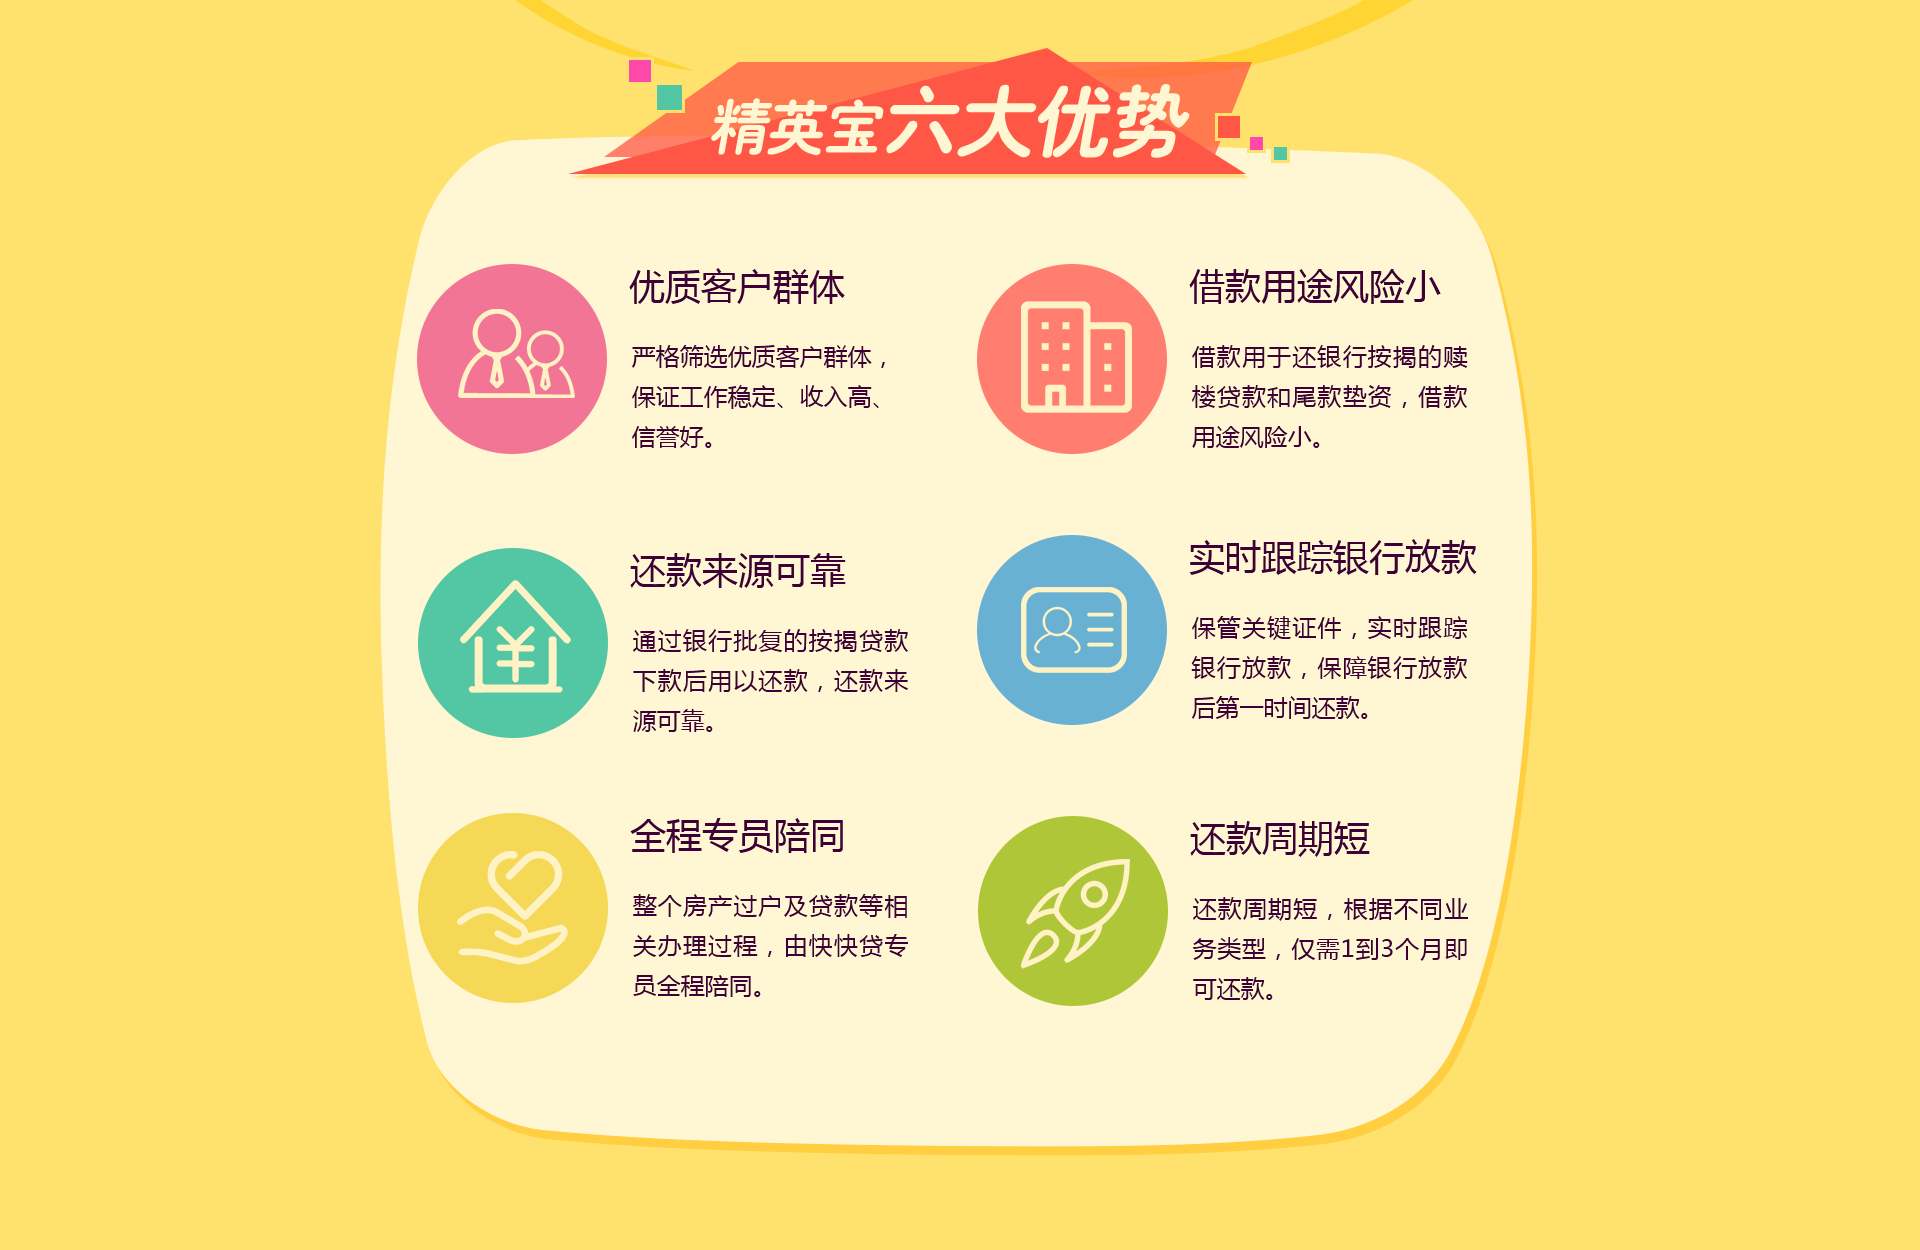 精英宝六大优势
优质客户群体
严格筛选优质客户群体，
保证工作稳定、收入高、
信誉好。
借款用途风险小
借款用于还银行按揭的赎
楼贷款和尾款垫资，借款
用途风险小。
还款来源可靠
通过银行批复的按揭贷款
下款后用以还款，还款来
源可靠。
实时跟踪银行放款
保管关键证件，实时跟踪
银行放款，保障银行放款
后第一时间还款。
全程专员陪同
整个房产过户及贷款等相
关办理过程，由快快贷专
员全程陪同。
还款周期短
还款周期短，根据不同业
务类型，仅需1到3个月即
可还款。